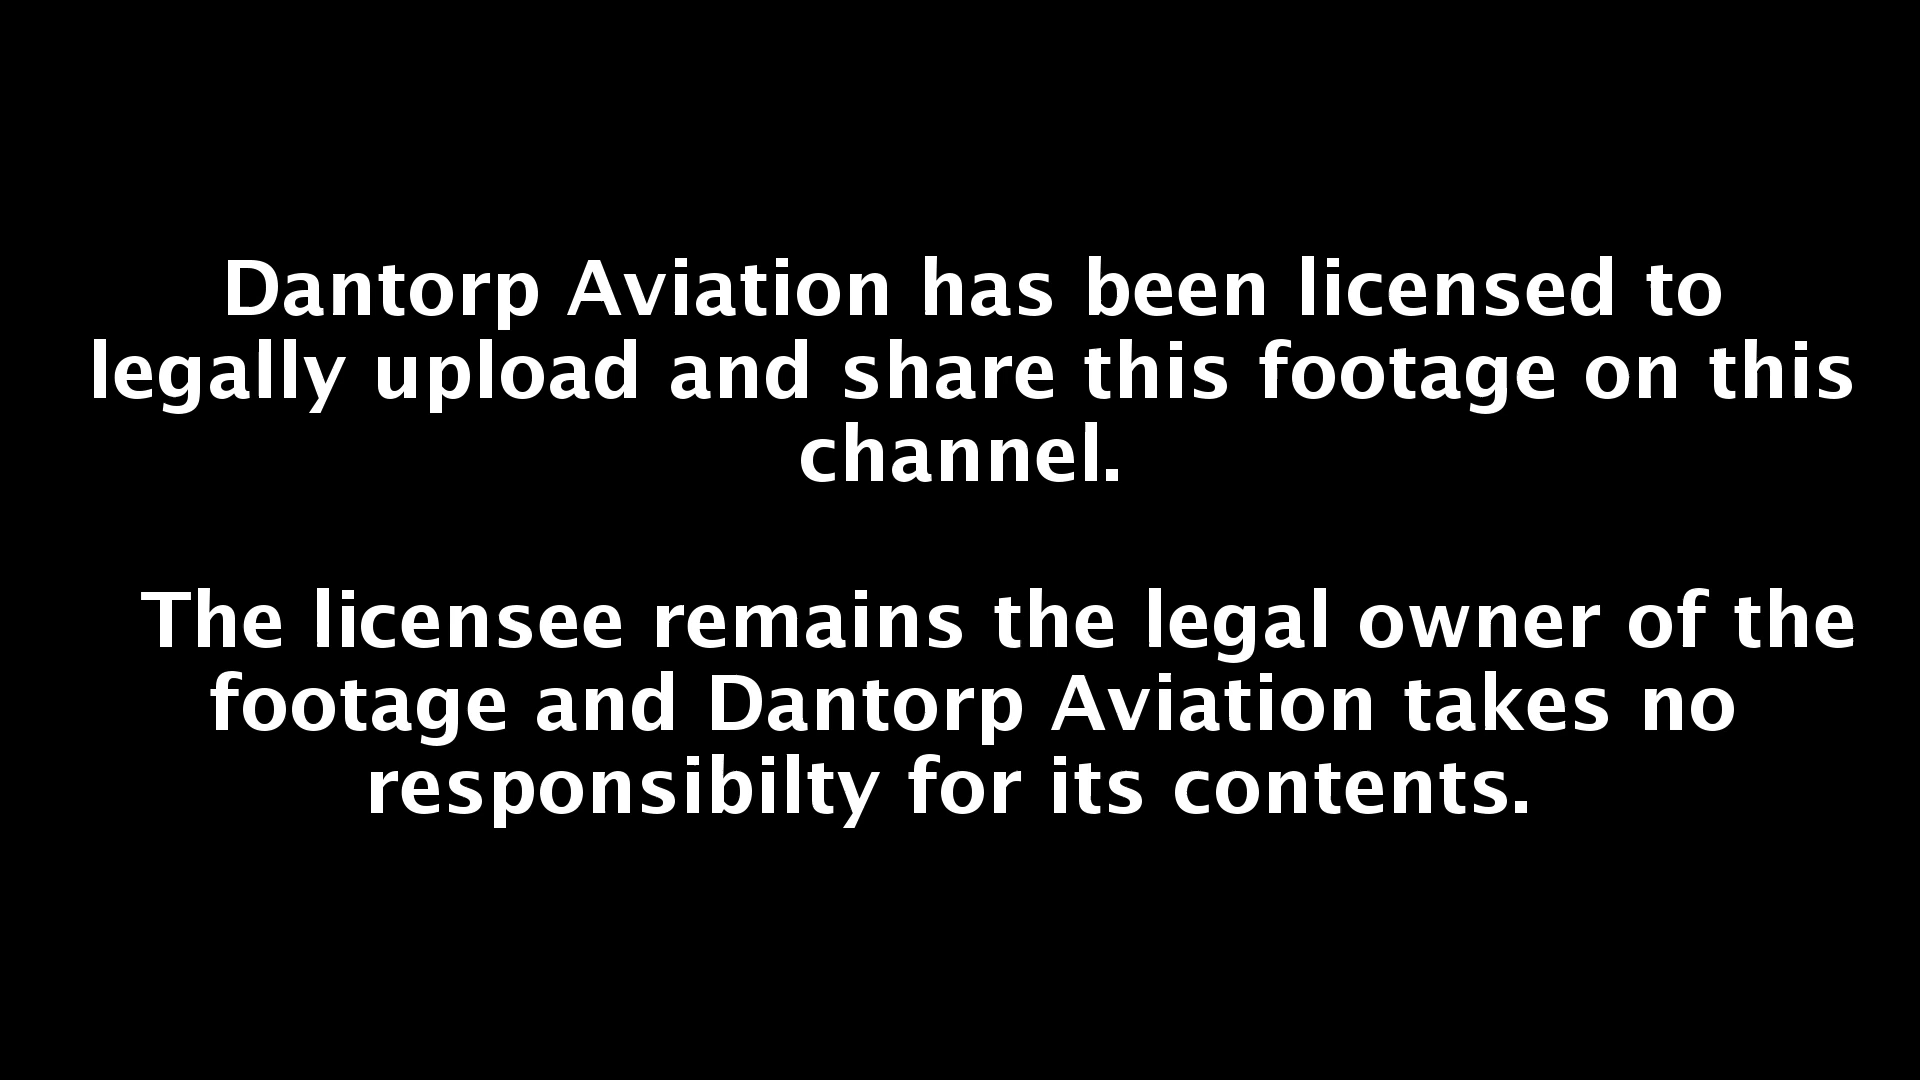 Dantorp Aviation has been licensed to
legally upload and share this footage on this
channel.
The licensee remains the legal owner of the
footage and Dantorp Aviation takes no
responsibilty for its contents.